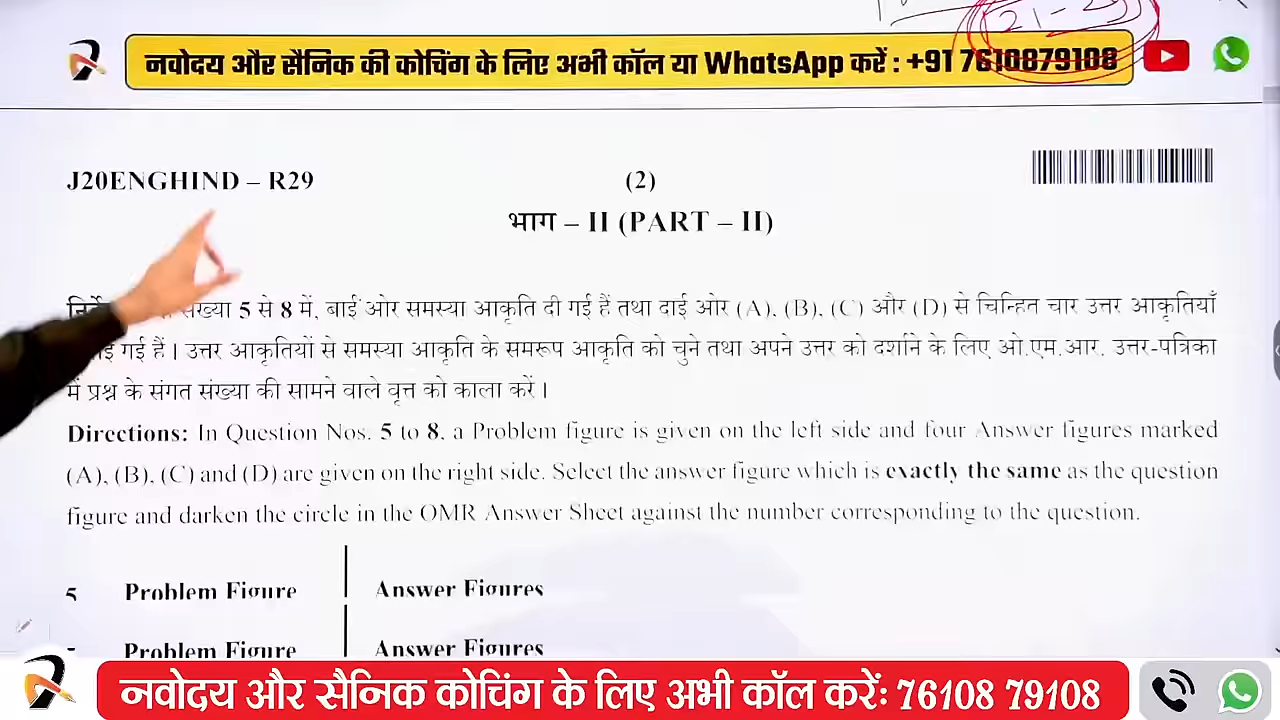 21-25
नवोदय और सैनिक की कोचिंग के लिए अभी कॉल या WhatsApp करें : +91 7610879108
J20ENGHIND – R29
(2)
भाग – II (PART – II)
संख्या 5 से 8 में, बाईं ओर समस्या आकृति दी गई हैं तथा दाईं ओर (A), (B), (C) और (D) से चिन्हित चार उत्तर आकृतियाँ
गई हैं। उत्तर आकृतियों से समस्या आकृति के समरूप आकृति को चुने तथा अपने उत्तर को दर्शाने के लिए ओ.एम.आर. उत्तर-पत्रिका
में प्रश्न के संगत संख्या की सामने वाले वृत्त को काला करें।
Directions: In Question Nos. 5 to 8, a Problem figure is given on the left side and four Answer figures marked
(A), (B), (C) and (D) are given on the right side. Select the answer figure which is exactly the same as the question
figure and darken the circle in the OMR Answer Sheet against the number corresponding to the question.
5 Problem Figure Answer Figures
Problem Figure Answer Figures
नवोदय और सैनिक कोचिंग के लिए अभी कॉल करें: 76108 79108